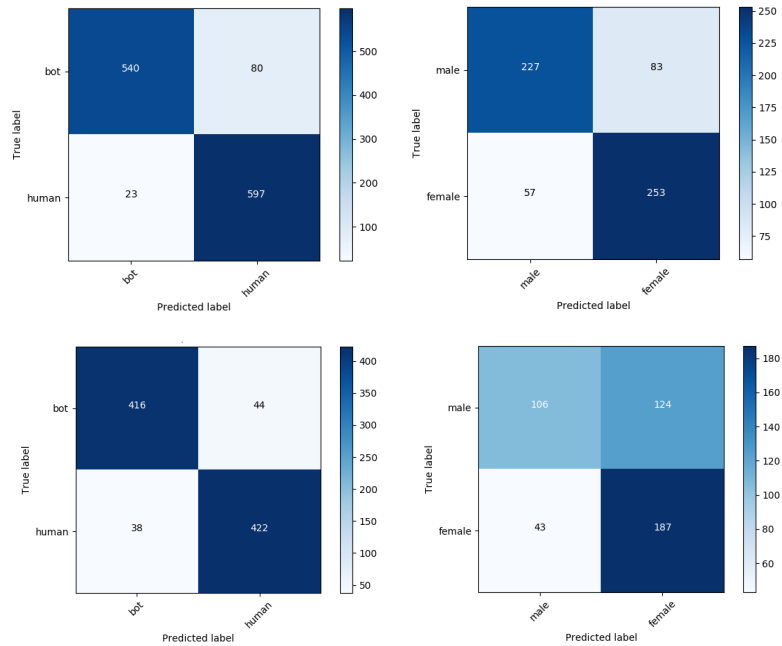 bot
human
True label
540 80
23 597
bot
human
Predicted label
500
400
300
200
100
male
female
True label
227 83
57 253
male
female
Predicted label
250
225
200
175
150
125
100
75
bot
human
True label
416 44
38 422
bot
human
Predicted label
400
350
300
250
200
150
100
50
male
female
True label
106 124
43 187
male
female
Predicted label
180
160
140
120
100
80
60